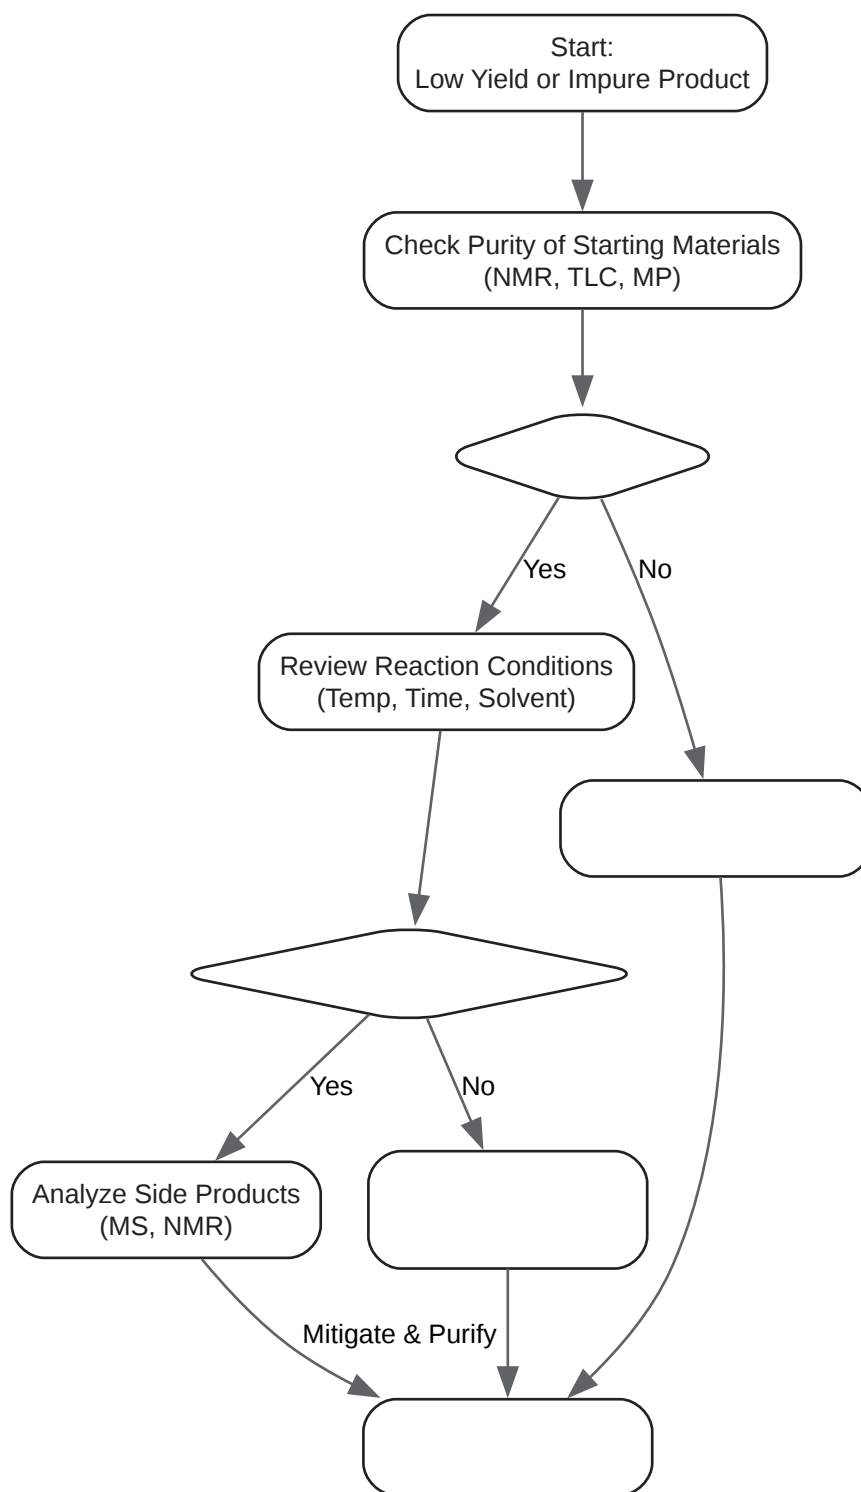 Start:
Low Yield or Impure Product
Check Purity of Starting Materials
(NMR, TLC, MP)
Yes
No
Review Reaction Conditions
(Temp, Time, Solvent)
Yes
No
Analyze Side Products
(MS, NMR)
Mitigate & Purify